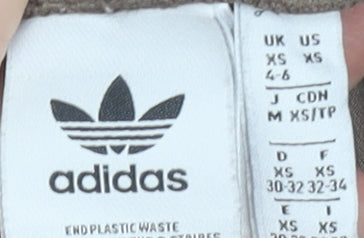 adidas
END PLASTIC WASTE
UK US
XS XS
4-6
J CDN
M XS/TP
D F
XS XS
30-32 32-34
E I
XS XS